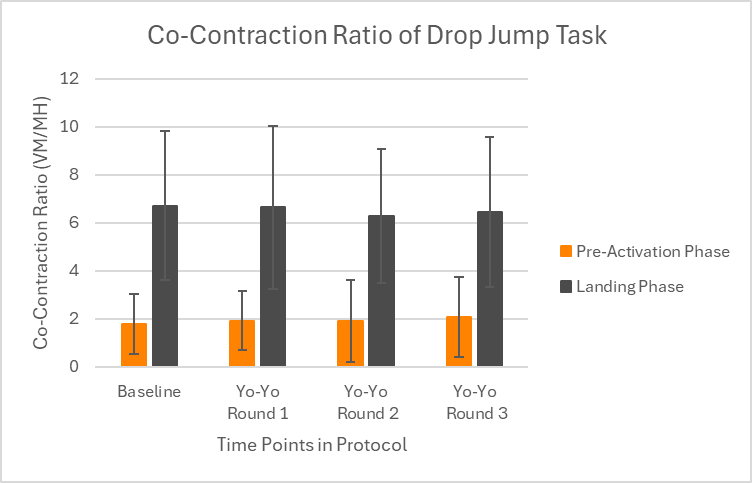 Co-Contraction Ratio of Drop Jump Task
Co-Contraction Ratio (VM/MH)
12
10
8
6
4
2
0
Baseline
Yo-Yo
Round 1
Yo-Yo
Round 2
Yo-Yo
Round 3
Time Points in Protocol
Pre-Activation Phase
Landing Phase